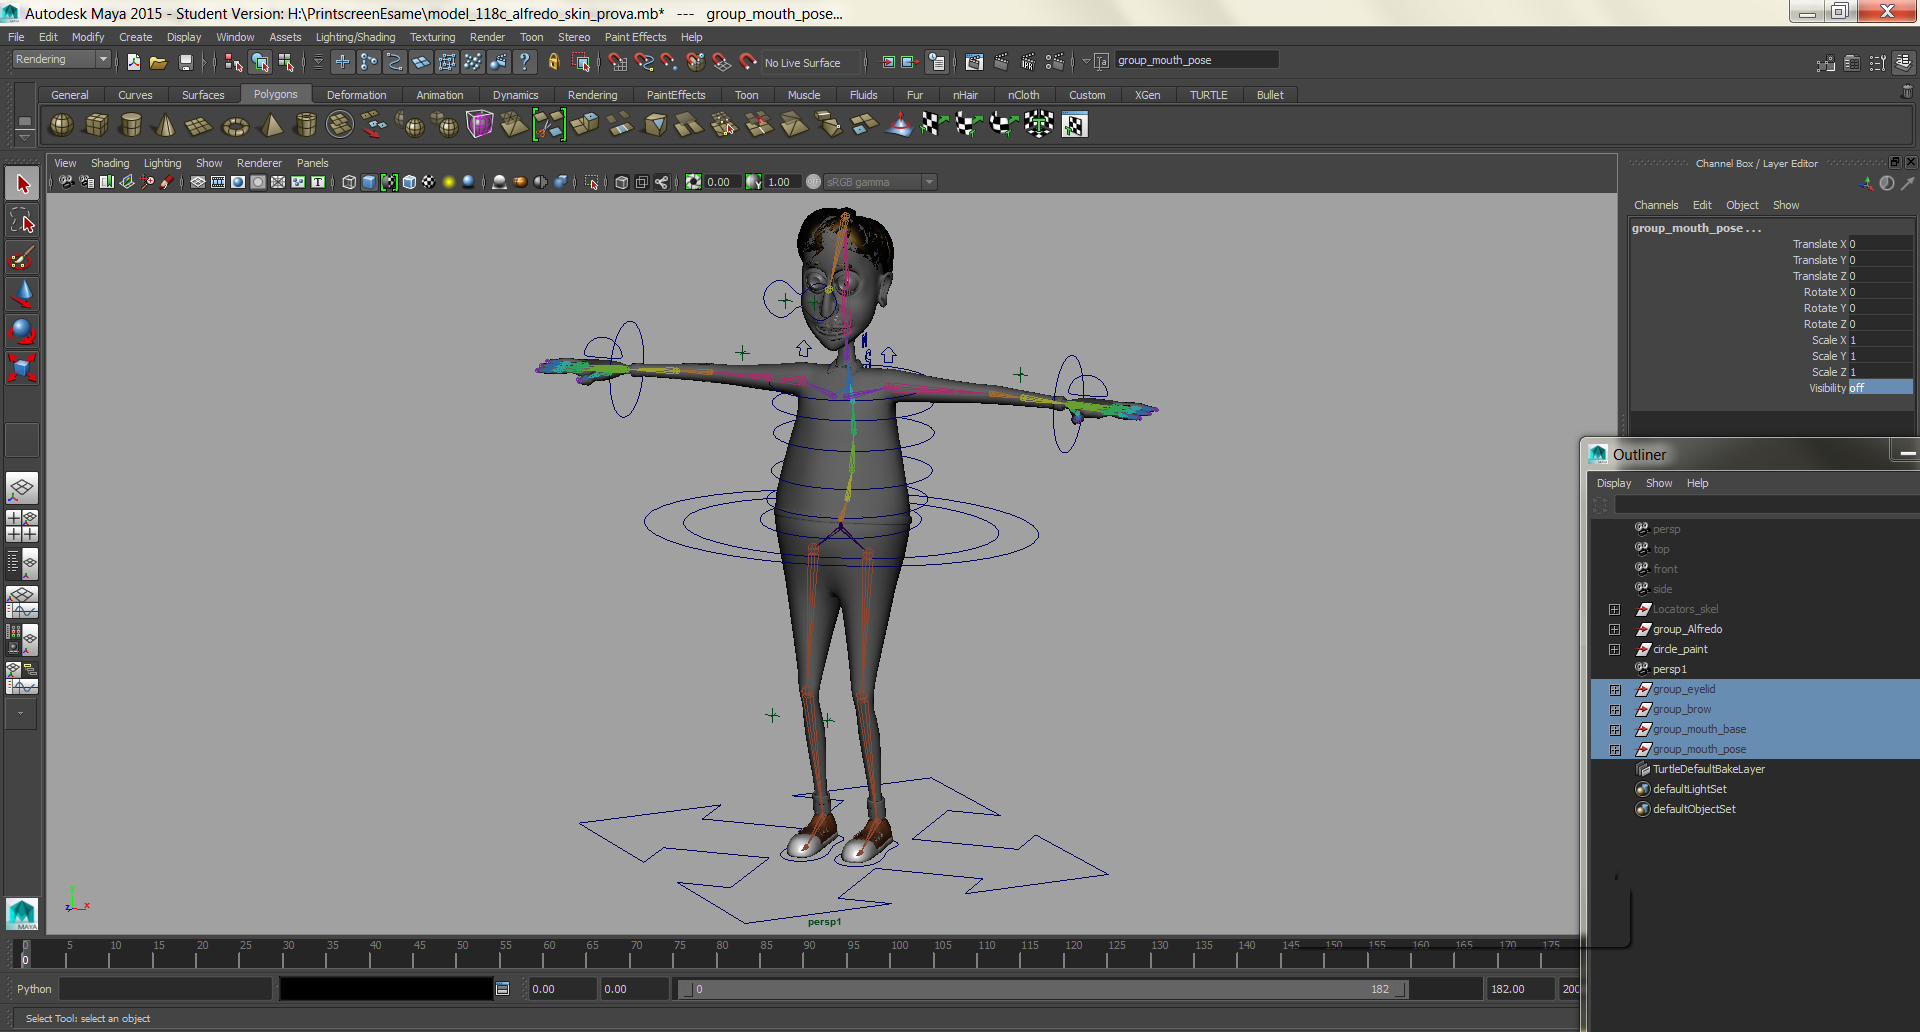 Autodesk Maya 2015 - Student Version: H:\PrintscreenEsame\model_118c_alfredo_skin_prova.mb*   ---   group_mouth_pose...
File Edit Modify Create Display Window Assets Lighting/Shading Texturing Render Toon Stereo Paint Effects Help
Rendering No Live Surface group_mouth_pose
General Curves Surfaces Polygons Deformation Animation Dynamics Rendering PaintEffects Toon Muscle Fluids Fur nHair nCloth Custom XGen TURTLE Bullet
View Shading Lighting Show Renderer Panels
0.00 1.00 sRGB gamma
Channel Box / Layer Editor
Channels Edit Object Show
group_mouth_pose...
Translate X 0
Translate Y 0
Translate Z 0
Rotate X 0
Rotate Y 0
Rotate Z 0
Scale X 1
Scale Y 1
Scale Z 1
Visibility off
Outliner
Display Show Help
persp
top
front
side
Locators_skel
group_Alfredo
circle_paint
persp1
group_eyelid
group_brow
group_mouth_base
group_mouth_pose
TurtleDefaultBakeLayer
defaultLightSet
defaultObjectSet
y
z x
MAYA
persp1
0 5 10 15 20 25 30 35 40 45 50 55 60 65 70 75 80 85 90 95 100 105 110 115 120 125 130 135 140 145 150 155 160 165 170 175
0
Python 0.00 0.00 0 182 182.00 200
Select Tool: select an object